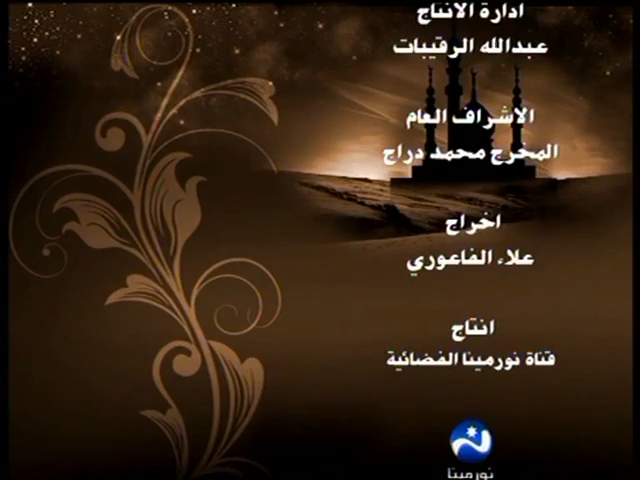 ادارة الانتاج
عبدالله الرقيبات
الاشراف العام
المخرج محمد دراج
اخراج
علاء الفاعوري
انتاج
قناة نورمينا الفضائية
نورمينا